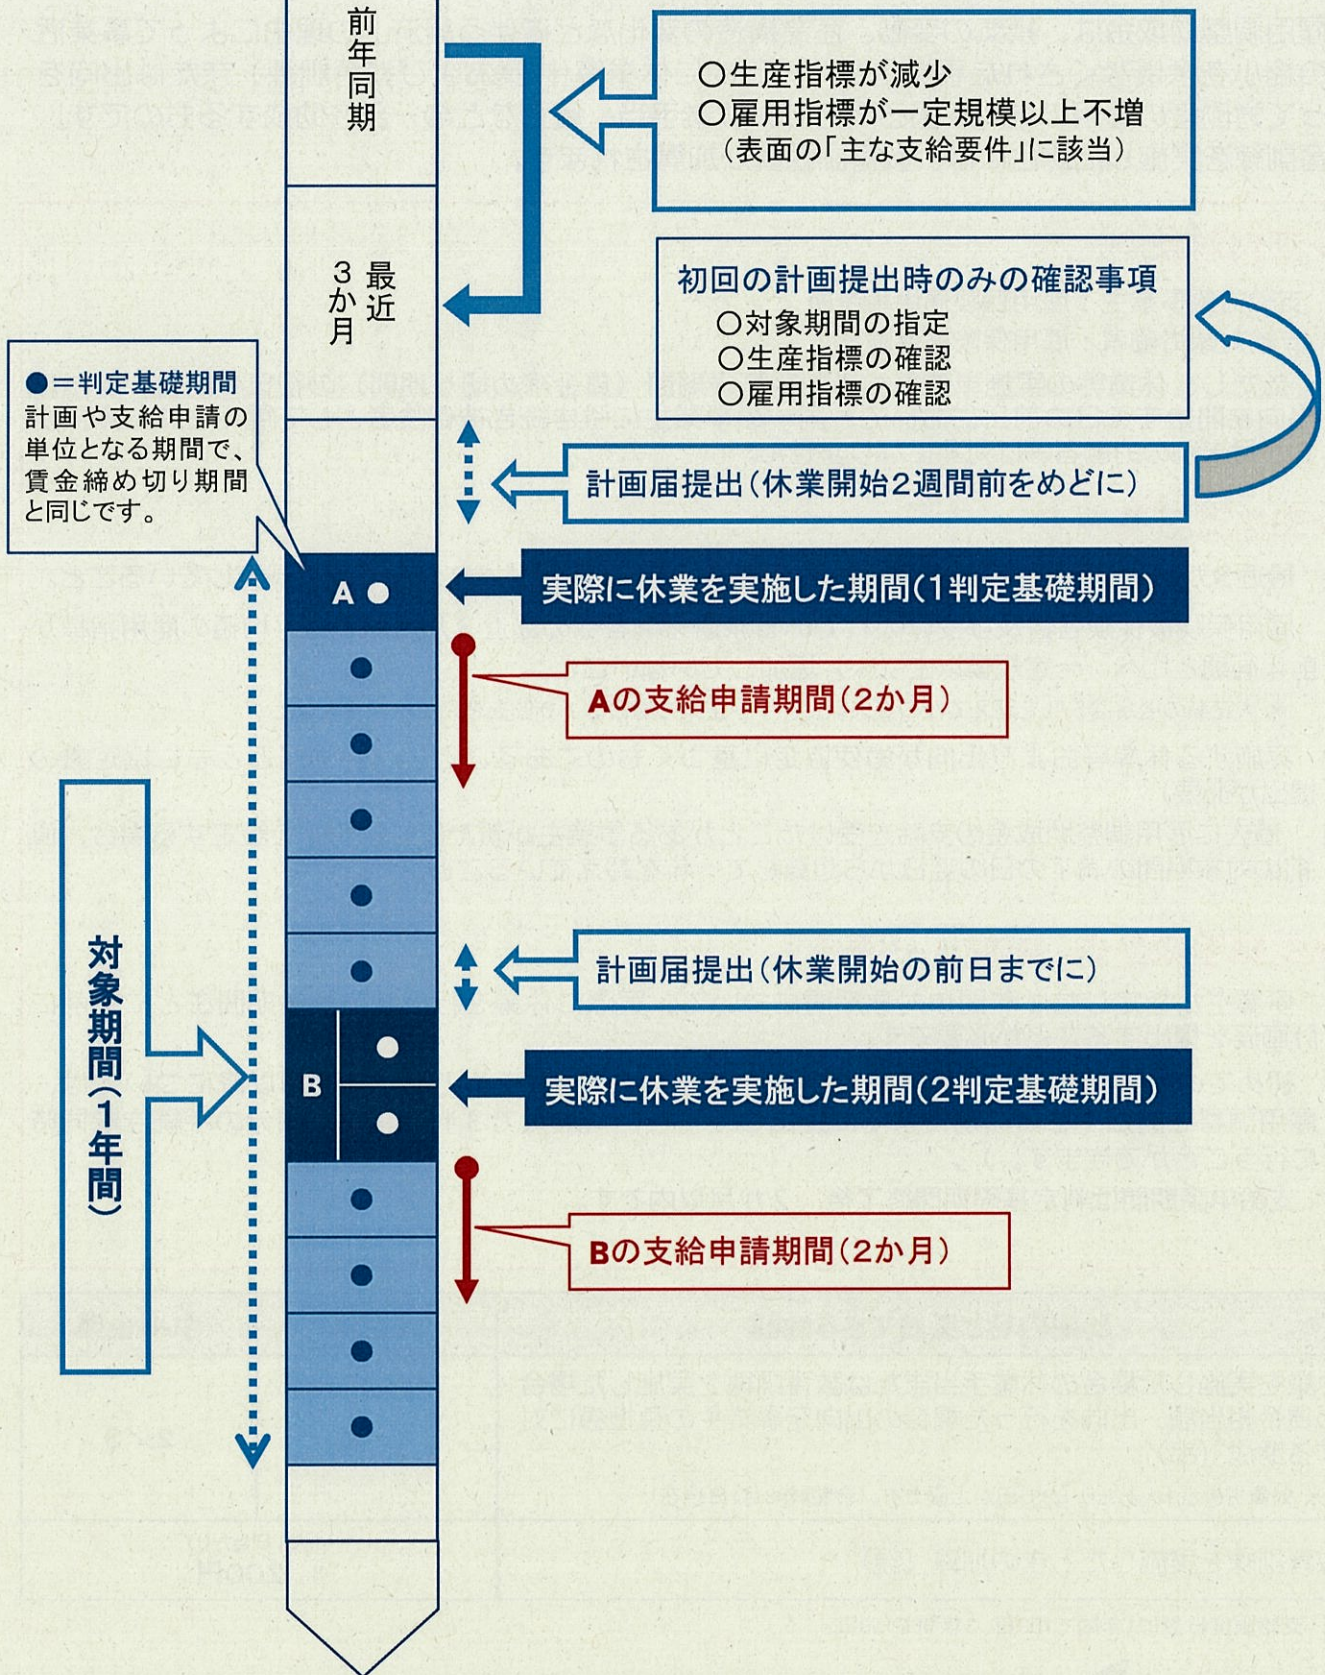 前年同期
○生産指標が減少
○雇用指標が一定規模以上不増
(表面の「主な支給要件」に該当)
最近
3か月
初回の計画提出時のみの確認事項
○対象期間の指定
○生産指標の確認
○雇用指標の確認
●=判定基礎期間
計画や支給申請の
単位となる期間で、
賃金締め切り期間
と同じです。
計画届提出(休業開始2週間前をめどに)
A
実際に休業を実施した期間(1判定基礎期間)
Aの支給申請期間(2か月)
対象期間(1年間)
計画届提出(休業開始の前日までに)
B
実際に休業を実施した期間(2判定基礎期間)
Bの支給申請期間(2か月)